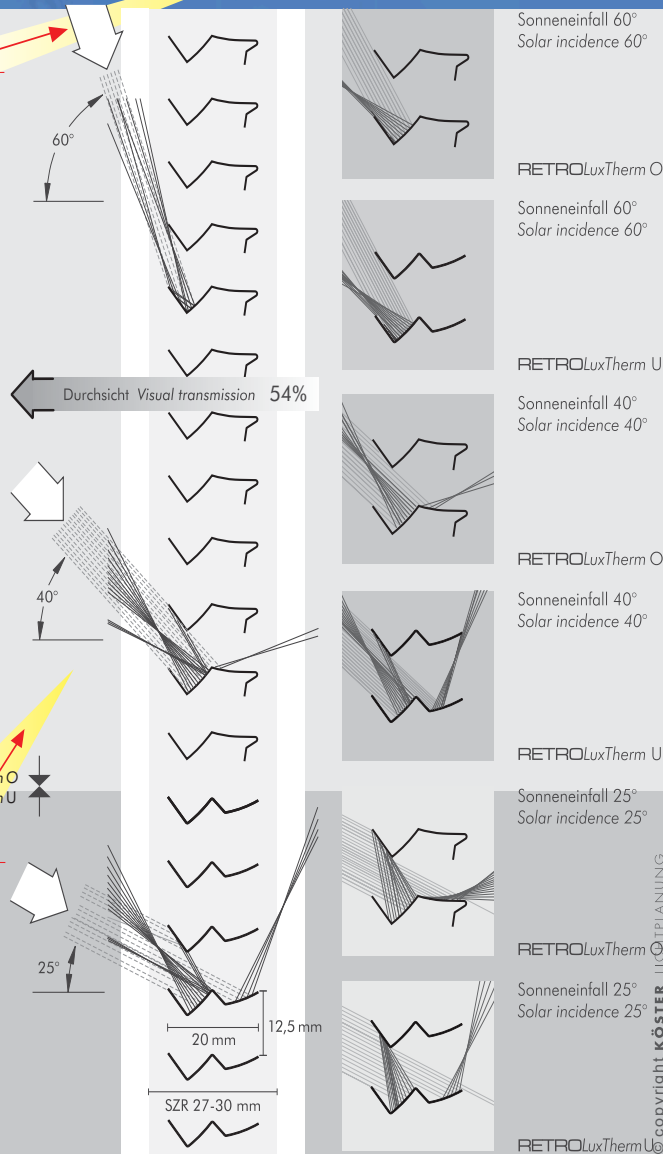 Sonneneinfall 60°
Solar incidence 60°
60°
RETROLuxTherm O
Sonneneinfall 60°
Solar incidence 60°
RETROLuxTherm U
Durchsicht Visual transmission 54%
Sonneneinfall 40°
Solar incidence 40°
RETROLuxTherm O
40°
Sonneneinfall 40°
Solar incidence 40°
RETROLuxTherm U
O
U
Sonneneinfall 25°
Solar incidence 25°
RETROLuxTherm O
25°
Sonneneinfall 25°
Solar incidence 25°
12,5 mm
20 mm
SZR 27-30 mm
RETROLuxTherm U
© copyright KÖSTER LICHTPLANUNG